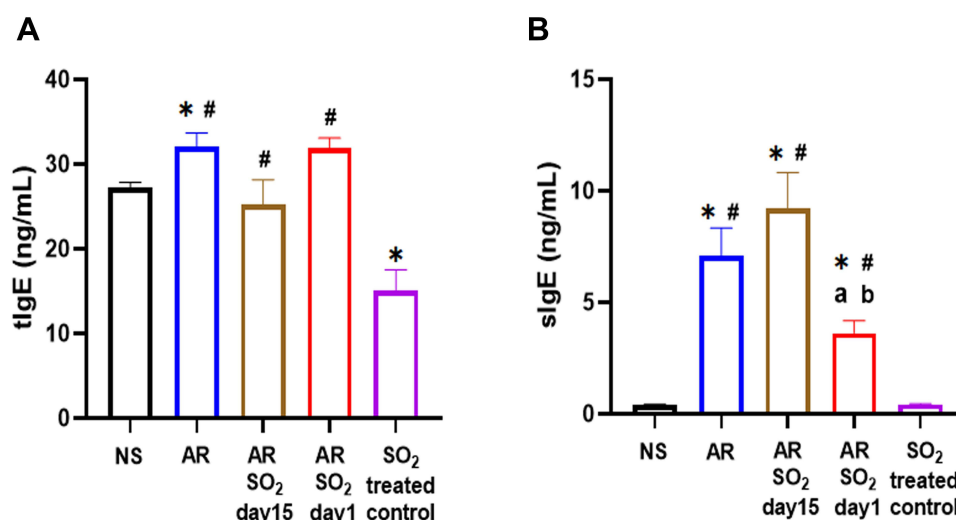 A
40
30
20
10
0
tIgE (ng/mL)
* #
#
#
*
NS
AR
AR
SO2
day15
AR
SO2
day1
SO2
treated
control
B
15
10
5
0
sIgE (ng/mL)
* #
* #
* #
a b
NS
AR
AR
SO2
day15
AR
SO2
day1
SO2
treated
control